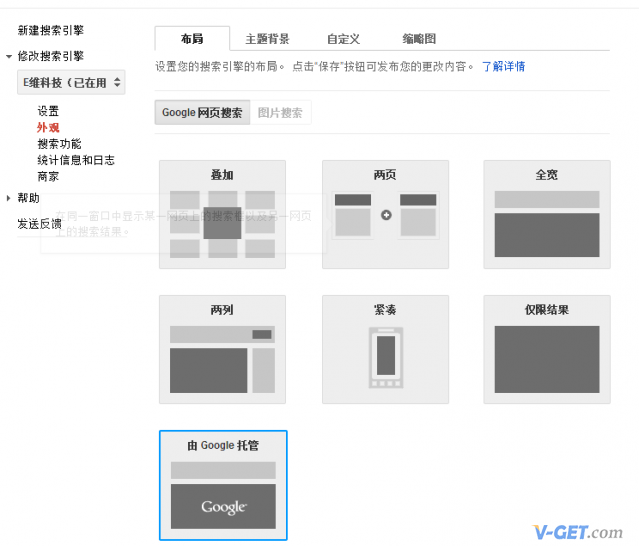 新建搜索引擎
修改搜索引擎
E维科技（已在用
设置
外观
搜索功能
统计信息和日志
商家
帮助
发送反馈
布局 主题背景 自定义 缩略图
设置您的搜索引擎的布局。 点击“保存”按钮可发布您的更改内容。 了解详情
Google 网页搜索 图片搜索
在同一窗口中显示某一网页上的搜索框以及另一网页
上的搜索结果。
叠加 两页 全宽
两列 紧凑 仅限结果
由 Google 托管
Google
V-GET.com